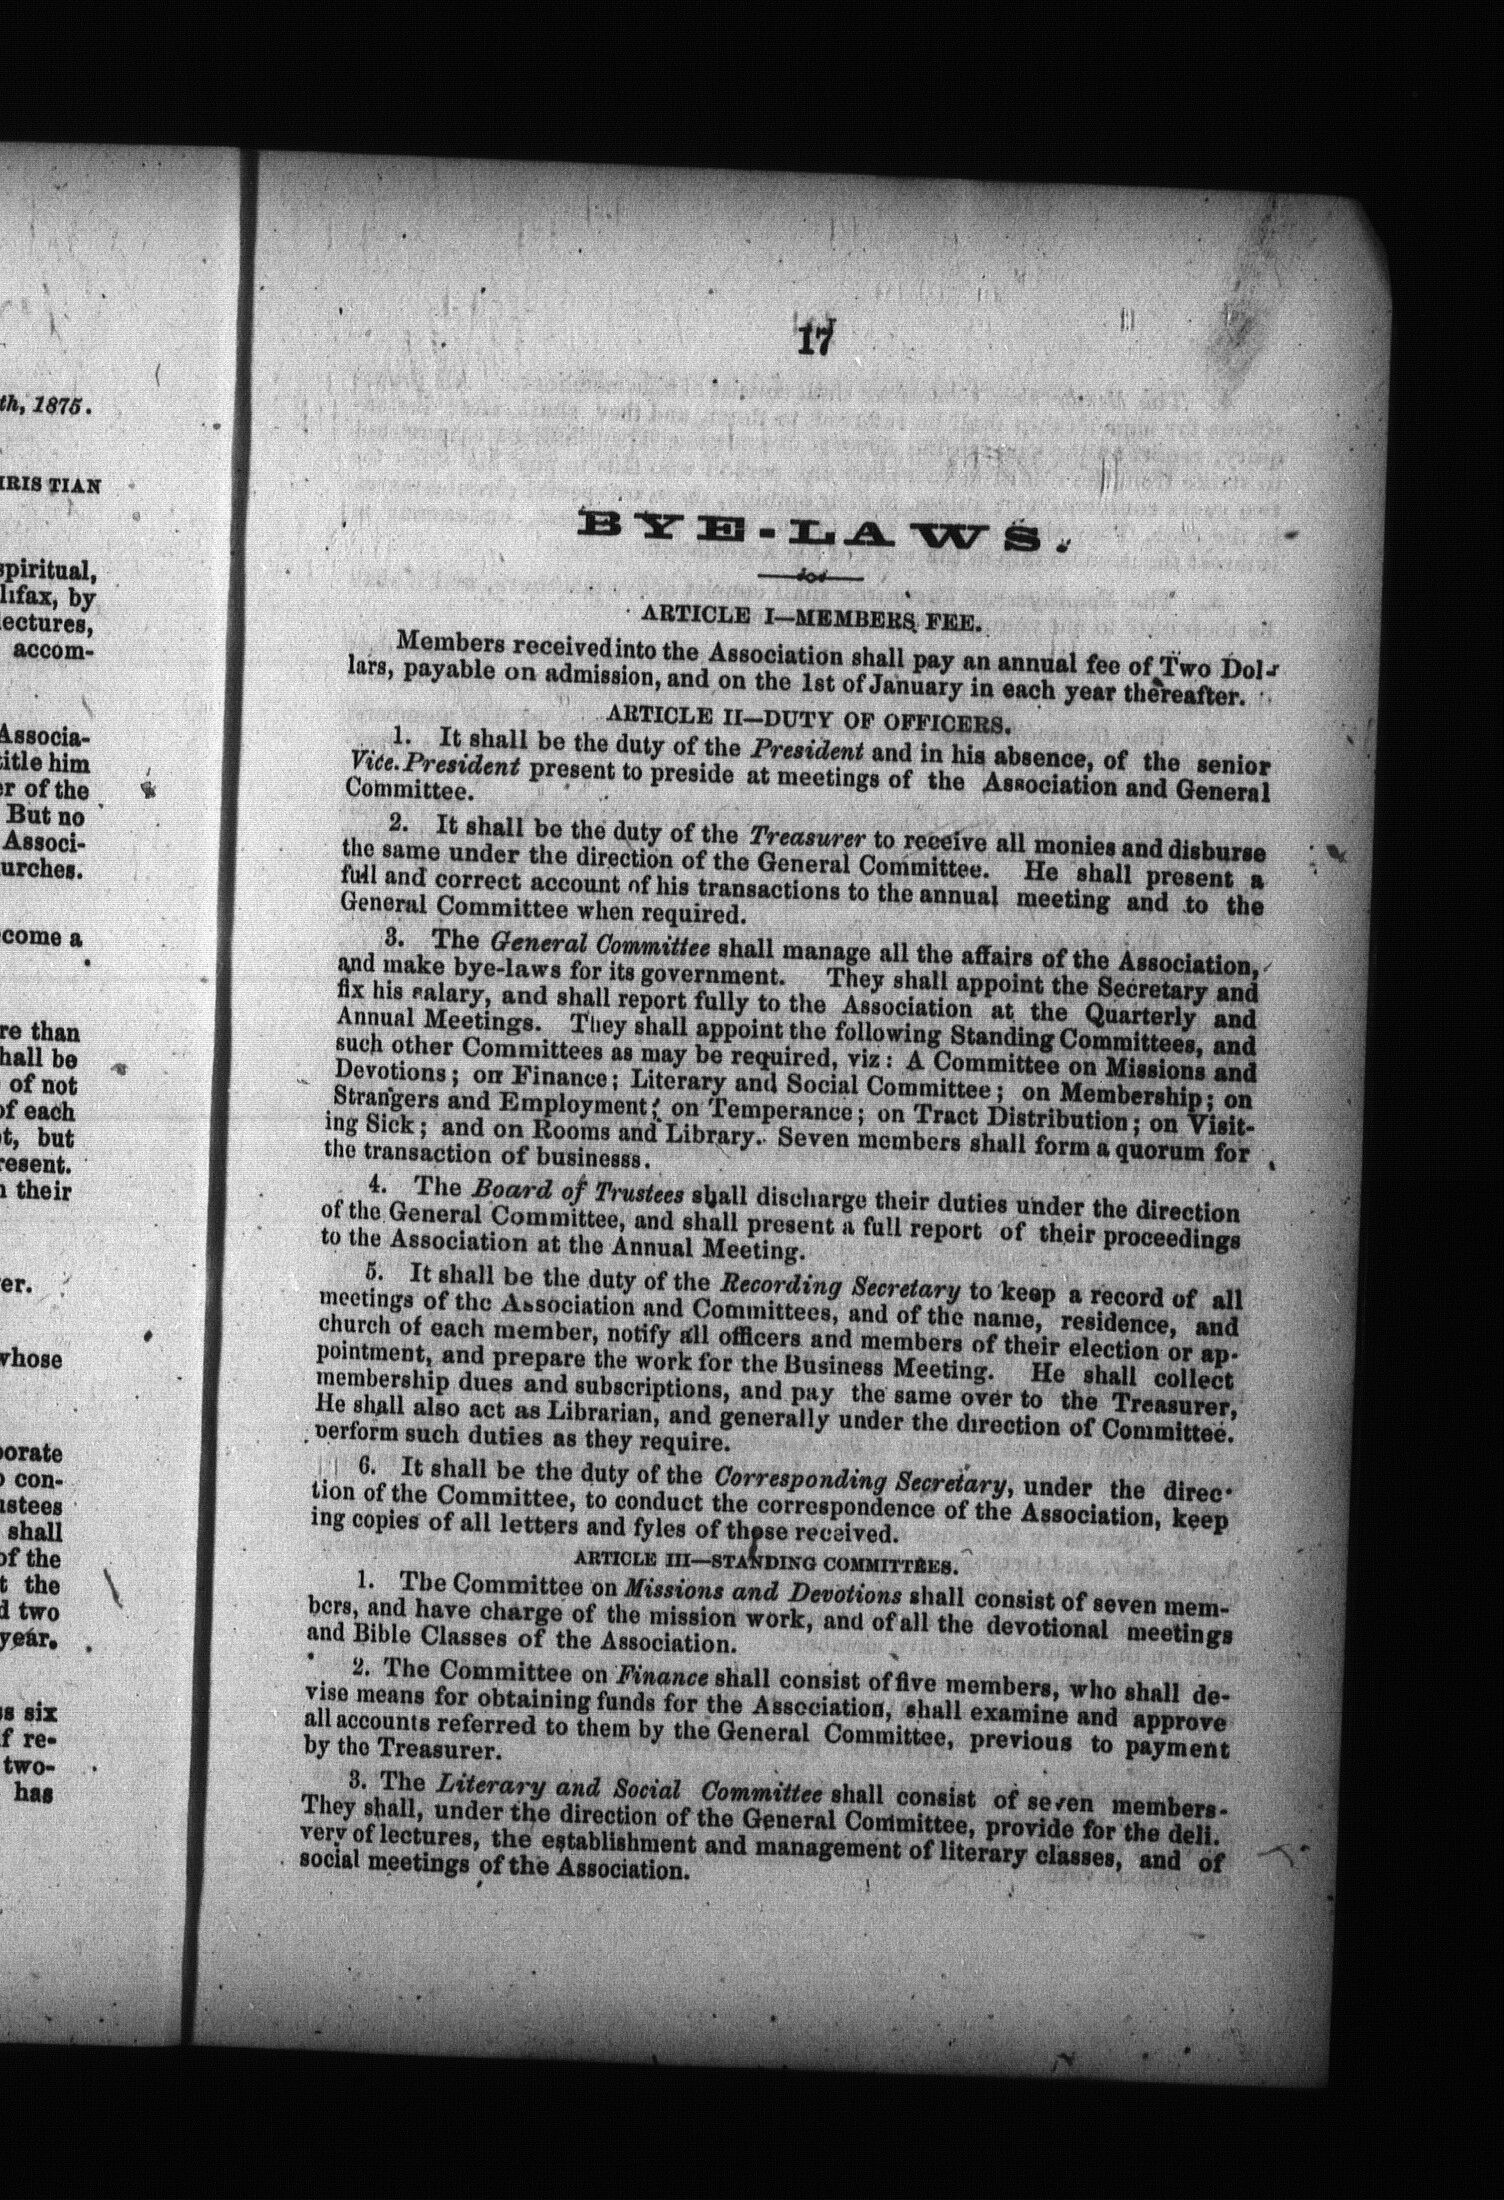 th, 1875.
IRISTIAN
spiritual,
lifax, by
lectures,
accom-
Associa-
title him
er of the
But no
Associ-
urches.
come a
re than
hall be
of not
of each
ot, but
resent.
n their
er.
whose
porate
o con-
ustees
shall
of the
t the
d two
year.
ss six
f re-
two-
has
17
BYE-LAWS.
ARTICLE I—MEMBERS FEE.
Members received into the Association shall pay an annual fee of Two Dol-
lars, payable on admission, and on the 1st of January in each year thereafter.
ARTICLE II—DUTY OF OFFICERS.
1. It shall be the duty of the President and in his absence, of the senior
Vice.President present to preside at meetings of the Association and General
Committee.
2. It shall be the duty of the Treasurer to receive all monies and disburse
the same under the direction of the General Committee. He shall present a
full and correct account of his transactions to the annual meeting and to the
General Committee when required.
3. The General Committee shall manage all the affairs of the Association,
and make bye-laws for its government. They shall appoint the Secretary and
fix his salary, and shall report fully to the Association at the Quarterly and
Annual Meetings. They shall appoint the following Standing Committees, and
such other Committees as may be required, viz: A Committee on Missions and
Devotions; on Finance; Literary and Social Committee; on Membership; on
Strangers and Employment; on Temperance; on Tract Distribution; on Visit-
ing Sick; and on Rooms and Library. Seven members shall form a quorum for
the transaction of businesss.
4. The Board of Trustees shall discharge their duties under the direction
of the General Committee, and shall present a full report of their proceedings
to the Association at the Annual Meeting.
5. It shall be the duty of the Recording Secretary to keep a record of all
meetings of the Association and Committees, and of the name, residence, and
church of each member, notify all officers and members of their election or ap-
pointment, and prepare the work for the Business Meeting. He shall collect
membership dues and subscriptions, and pay the same over to the Treasurer,
He shall also act as Librarian, and generally under the direction of Committee.
perform such duties as they require.
6. It shall be the duty of the Corresponding Secretary, under the direc-
tion of the Committee, to conduct the correspondence of the Association, keep
ing copies of all letters and fyles of those received.
ARTICLE III—STANDING COMMITTEES.
1. The Committee on Missions and Devotions shall consist of seven mem-
bers, and have charge of the mission work, and of all the devotional meetings
and Bible Classes of the Association.
2. The Committee on Finance shall consist of five members, who shall de-
vise means for obtaining funds for the Association, shall examine and approve
all accounts referred to them by the General Committee, previous to payment
by the Treasurer.
3. The Literary and Social Committee shall consist of seven members-
They shall, under the direction of the General Committee, provide for the deli.
very of lectures, the establishment and management of literary classes, and of
social meetings of the Association.